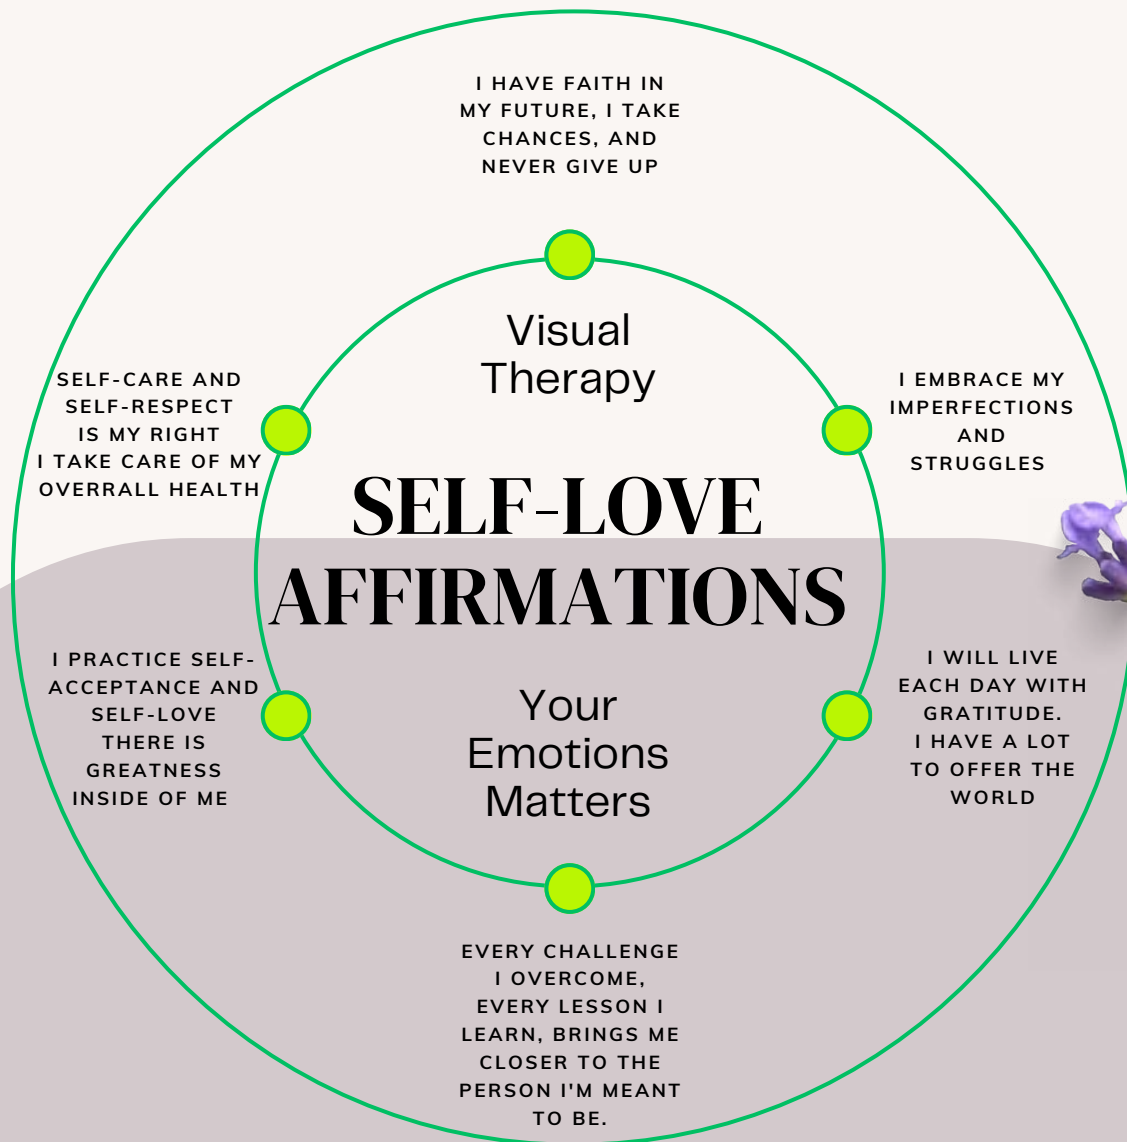 I HAVE FAITH IN
MY FUTURE, I TAKE
CHANCES, AND
NEVER GIVE UP
Visual
Therapy
SELF-CARE AND
SELF-RESPECT
IS MY RIGHT
I TAKE CARE OF MY
OVERRALL HEALTH
I EMBRACE MY
IMPERFECTIONS
AND
STRUGGLES
SELF-LOVE
AFFIRMATIONS
I PRACTICE SELF-
ACCEPTANCE AND
SELF-LOVE
THERE IS
GREATNESS
INSIDE OF ME
Your
Emotions
Matters
I WILL LIVE
EACH DAY WITH
GRATITUDE.
I HAVE A LOT
TO OFFER THE
WORLD
EVERY CHALLENGE
I OVERCOME,
EVERY LESSON I
LEARN, BRINGS ME
CLOSER TO THE
PERSON I'M MEANT
TO BE.